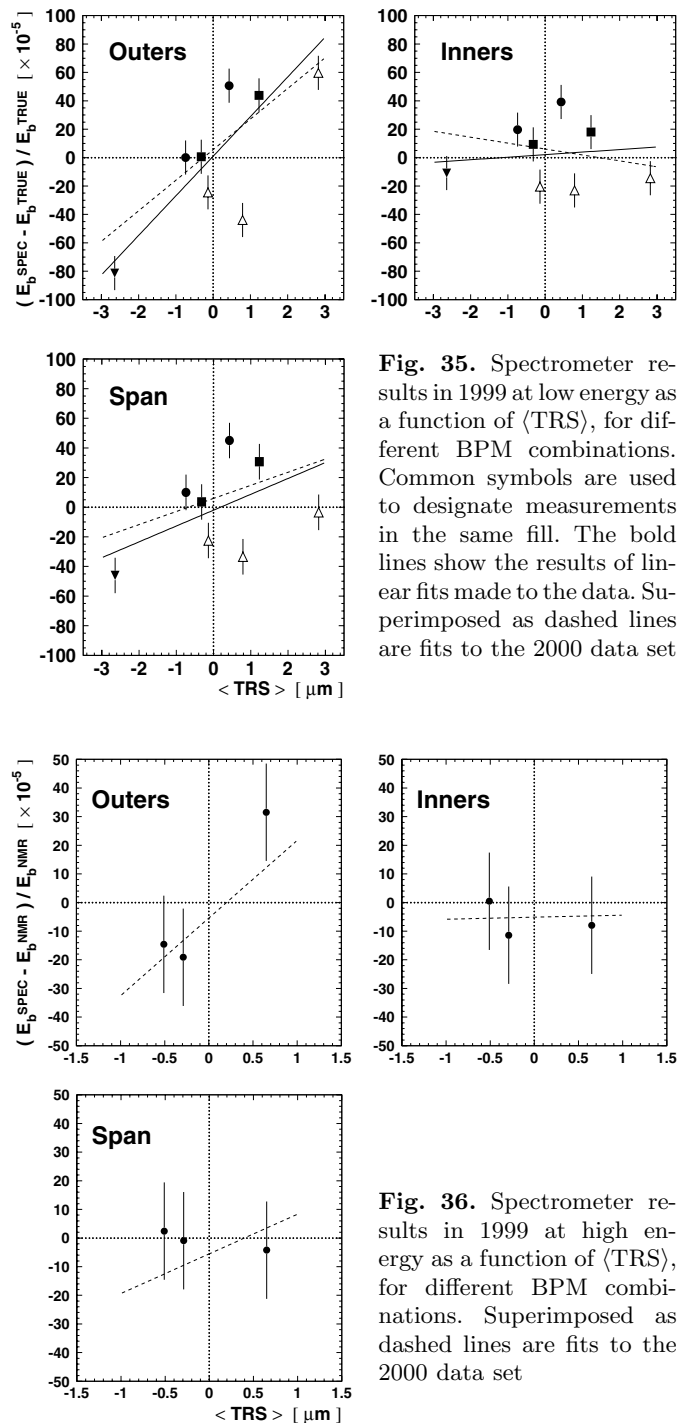 ( E_b^SPEC - E_b^TRUE ) / E_b^TRUE [ × 10^-5 ]
Outers
100
80
60
40
20
0
-20
-40
-60
-80
-100
-3 -2 -1 0 1 2 3
Inners
100
80
60
40
20
0
-20
-40
-60
-80
-100
-3 -2 -1 0 1 2 3
Span
100
80
60
40
20
0
-20
-40
-60
-80
-100
-3 -2 -1 0 1 2 3
< TRS > [ μm ]
Fig. 35. Spectrometer re-
sults in 1999 at low energy as
a function of ⟨TRS⟩, for dif-
ferent BPM combinations.
Common symbols are used
to designate measurements
in the same fill. The bold
lines show the results of lin-
ear fits made to the data. Su-
perimposed as dashed lines
are fits to the 2000 data set
( E_b^SPEC - E_b^NMR ) / E_b^NMR [ × 10^-5 ]
Outers
50
40
30
20
10
0
-10
-20
-30
-40
-50
-1.5 -1 -0.5 0 0.5 1 1.5
Inners
50
40
30
20
10
0
-10
-20
-30
-40
-50
-1.5 -1 -0.5 0 0.5 1 1.5
Span
50
40
30
20
10
0
-10
-20
-30
-40
-50
-1.5 -1 -0.5 0 0.5 1 1.5
< TRS > [ μm ]
Fig. 36. Spectrometer re-
sults in 1999 at high en-
ergy as a function of ⟨TRS⟩,
for different BPM combi-
nations. Superimposed as
dashed lines are fits to the
2000 data set